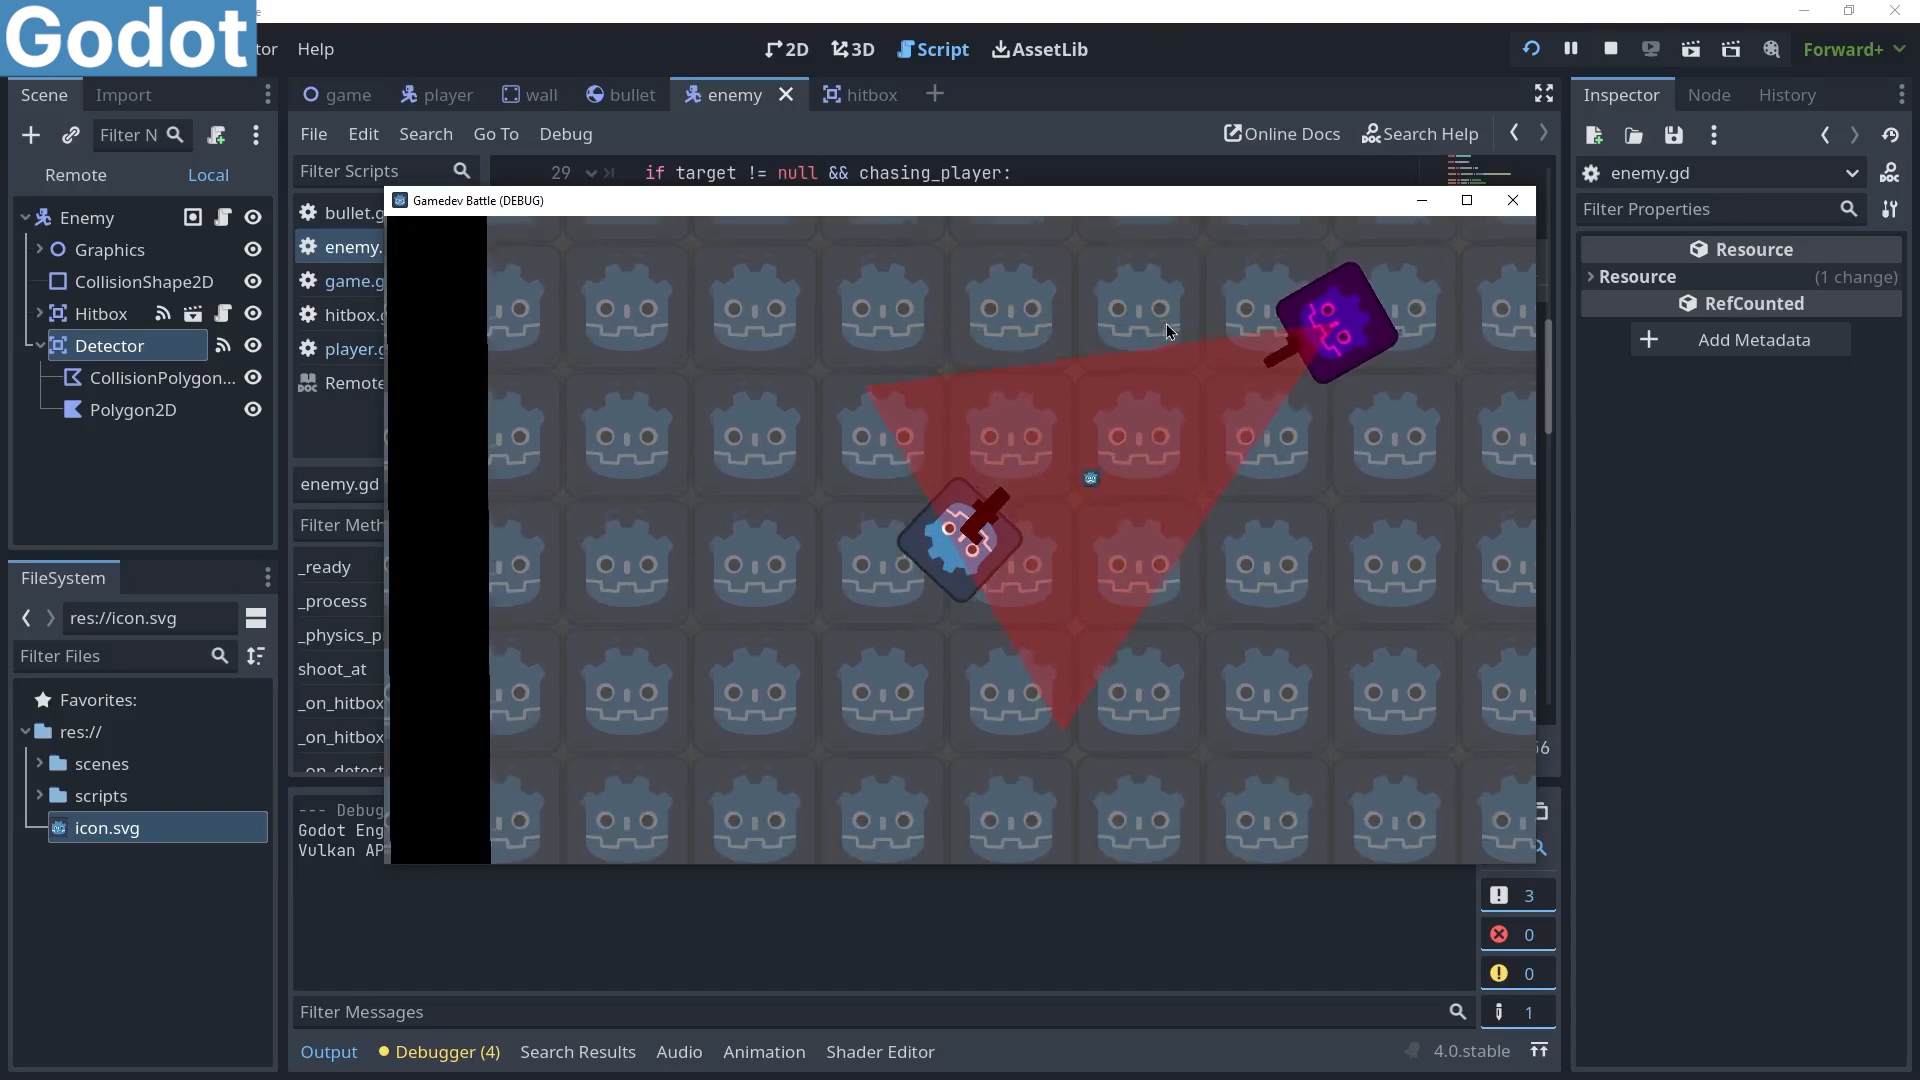 Godot
tor Help
2D 3D Script AssetLib
Forward+
Scene Import
game player wall bullet enemy hitbox
Inspector Node History
Filter N
File Edit Search Go To Debug
Online Docs Search Help
Remote Local
Filter Scripts
29 if target != null && chasing_player:
enemy.gd
Filter Properties
Enemy
Graphics
CollisionShape2D
Hitbox
Detector
CollisionPolygon...
Polygon2D
bullet.g
enemy.
game.g
hitbox.g
player.g
Remote
Gamedev Battle (DEBUG)
Resource
Resource (1 change)
RefCounted
Add Metadata
enemy.gd
Filter Meth
_ready
_process
_physics_p
shoot_at
_on_hitbox
_on_hitbox
_on_detect
56
FileSystem
res://icon.svg
Filter Files
Favorites:
res://
scenes
scripts
icon.svg
--- Debug
Godot Eng
Vulkan AP
3
0
0
1
Filter Messages
Output Debugger (4) Search Results Audio Animation Shader Editor
4.0.stable